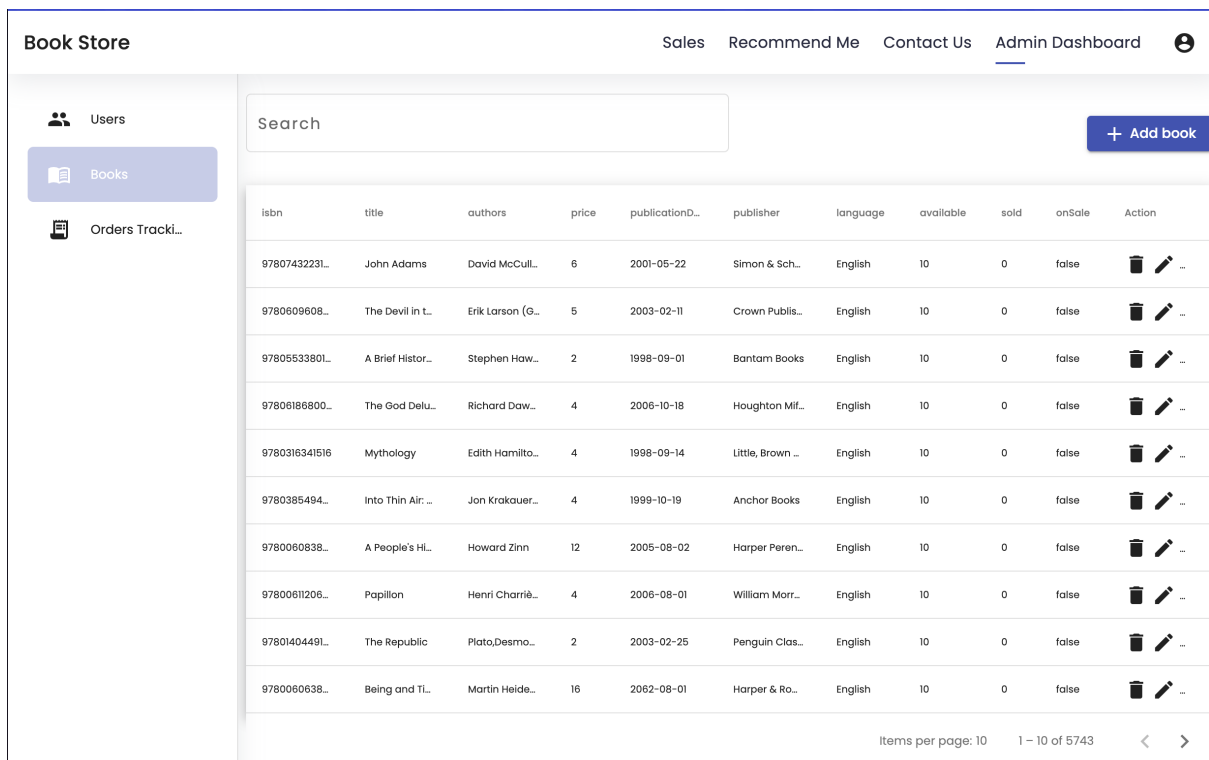 Book Store
Sales Recommend Me Contact Us Admin Dashboard
Users
Books
Orders Tracki...
Search
+ Add book
isbn title authors price publicationD... publisher language available sold onSale Action
97807432231... John Adams David McCull... 6 2001-05-22 Simon & Sch... English 10 0 false ...
9780609608... The Devil in t... Erik Larson (G... 5 2003-02-11 Crown Publis... English 10 0 false ...
97805533801... A Brief Histor... Stephen Haw... 2 1998-09-01 Bantam Books English 10 0 false ...
97806186800... The God Delu... Richard Daw... 4 2006-10-18 Houghton Mif... English 10 0 false ...
9780316341516 Mythology Edith Hamilto... 4 1998-09-14 Little, Brown ... English 10 0 false ...
9780385494... Into Thin Air: ... Jon Krakauer... 4 1999-10-19 Anchor Books English 10 0 false ...
9780060838... A People's Hi... Howard Zinn 12 2005-08-02 Harper Peren... English 10 0 false ...
97800611206... Papillon Henri Charriè... 4 2006-08-01 William Morr... English 10 0 false ...
97801404491... The Republic Plato,Desmo... 2 2003-02-25 Penguin Clas... English 10 0 false ...
9780060638... Being and Ti... Martin Heide... 16 2062-08-01 Harper & Ro... English 10 0 false ...
Items per page: 10 1 – 10 of 5743